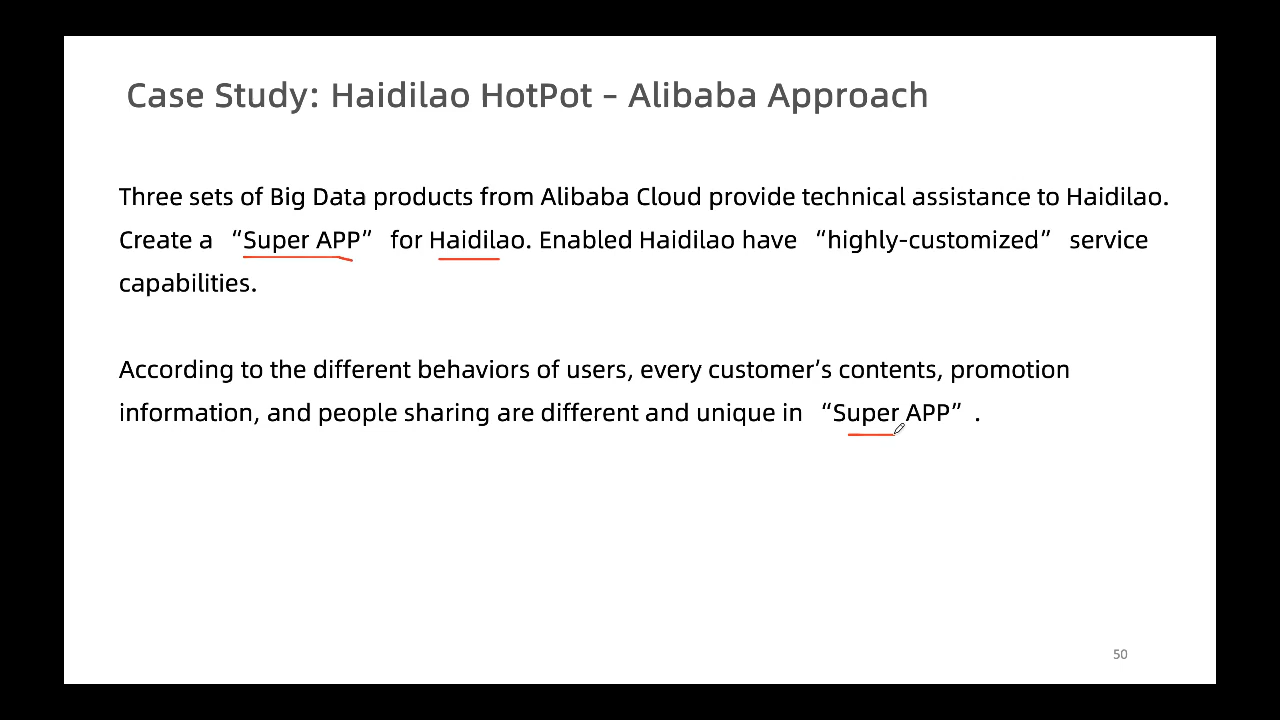 Case Study: Haidilao HotPot – Alibaba Approach
Three sets of Big Data products from Alibaba Cloud provide technical assistance to Haidilao.
Create a “Super APP” for Haidilao. Enabled Haidilao have “highly-customized” service
capabilities.
According to the different behaviors of users, every customer’s contents, promotion
information, and people sharing are different and unique in “Super APP”.
50